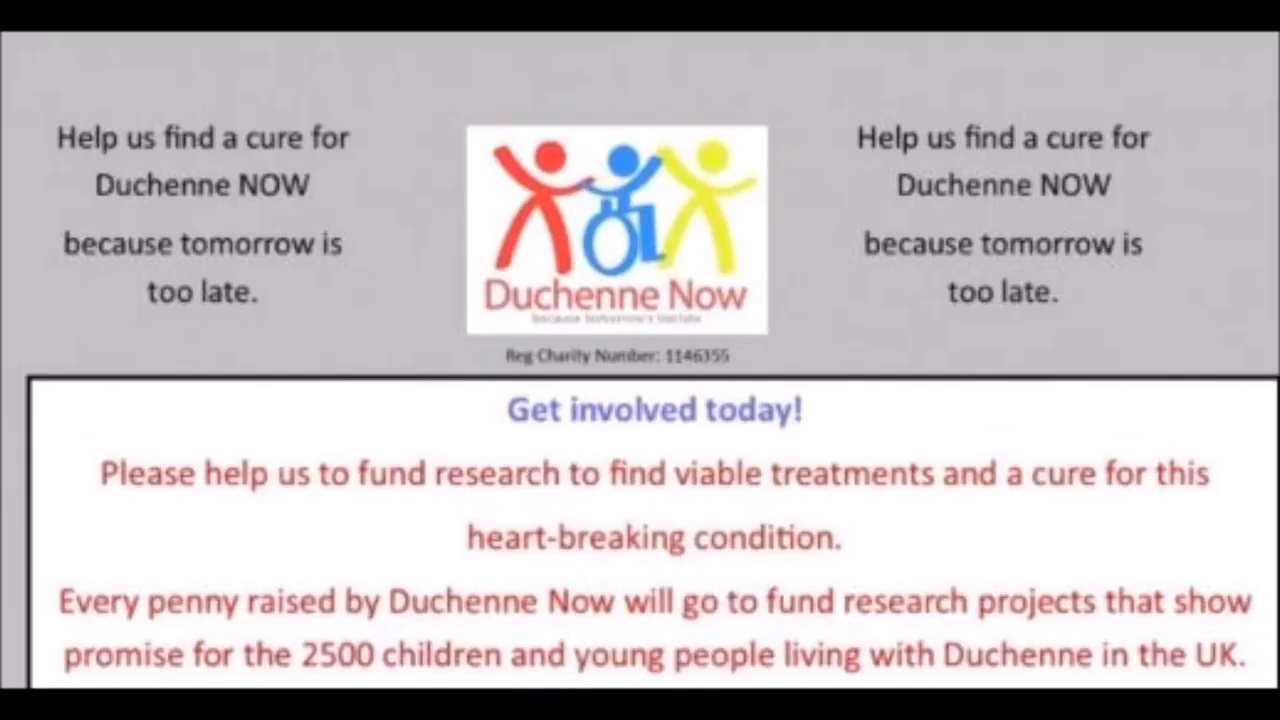 Help us find a cure for
Duchenne NOW
because tomorrow is
too late.
Duchenne Now
because tomorrow's too late
Reg Charity Number: 1146355
Help us find a cure for
Duchenne NOW
because tomorrow is
too late.
Get involved today!
Please help us to fund research to find viable treatments and a cure for this
heart-breaking condition.
Every penny raised by Duchenne Now will go to fund research projects that show
promise for the 2500 children and young people living with Duchenne in the UK.